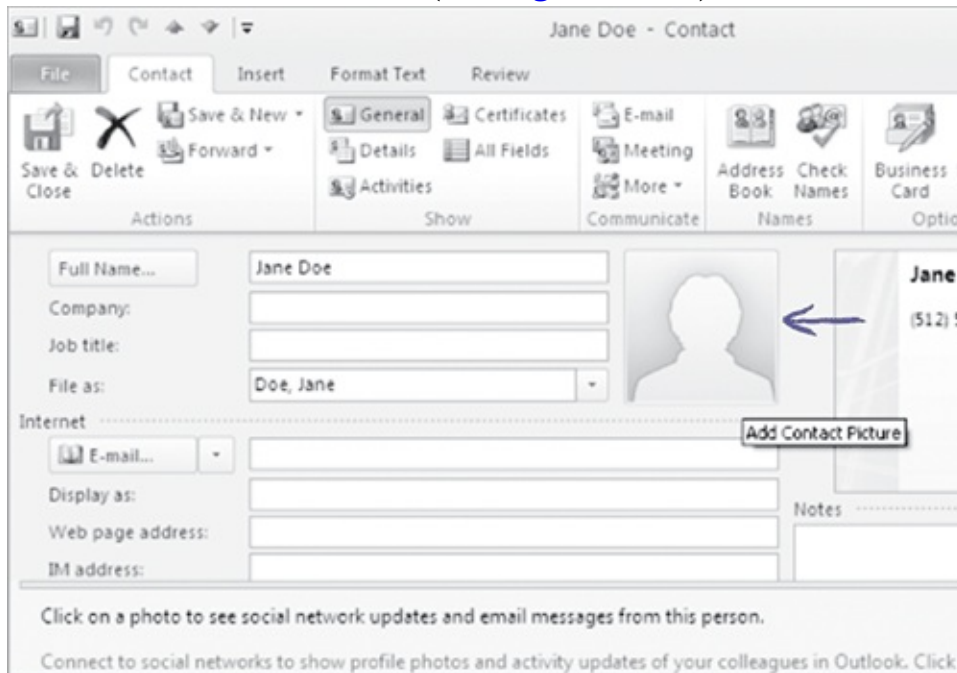 Jane Doe - Contact
File Contact Insert Format Text Review
Save & Close Delete Save & New Forward
Actions
General Certificates
Details All Fields
Activities
Show
E-mail
Meeting
More
Communicate
Address Book Check Names
Names
Business Card
Full Name... Jane Doe
Company:
Job title:
File as: Doe, Jane
Jane
(512)
Add Contact Picture
Internet
E-mail...
Display as:
Web page address:
IM address:
Notes
Click on a photo to see social network updates and email messages from this person.
Connect to social networks to show profile photos and activity updates of your colleagues in Outlook. Click